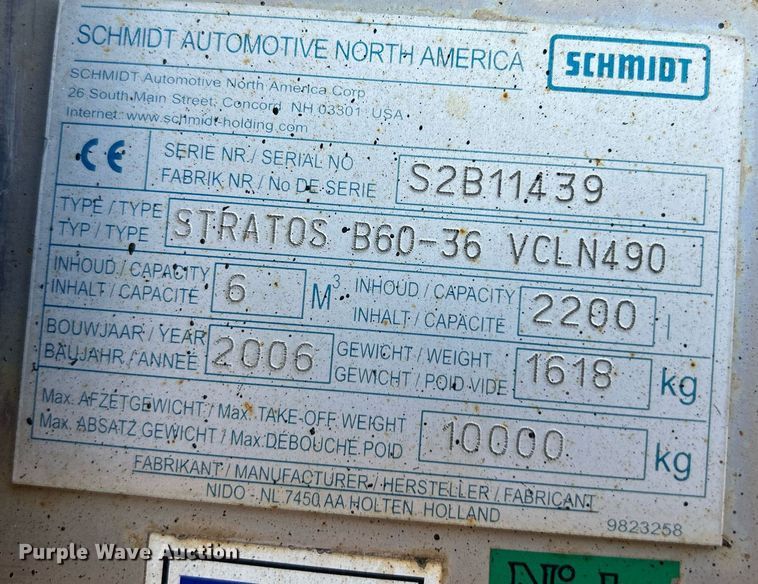 SCHMIDT AUTOMOTIVE NORTH AMERICA
SCHMIDT
SCHMIDT Automotive North America Corp
26 South Main Street, Concord NH 03301 USA
Internet: www.schmidt-holding.com
CE
SERIE NR./SERIAL NO
FABRIK NR./No DE SERIE
S2B11439
TYPE / TYPE
TYP / TYPE
STRATOS B60-36 VCLN490
INHOUD / CAPACITY
INHALT / CAPACITE
6
M³
INHOUD / CAPACITY
INHALT / CAPACITE
2200
l
BOUWJAAR / YEAR
BAUJAHR / ANNEE
2006
GEWICHT / WEIGHT
GEWICHT / POID VIDE
1618
kg
Max. AFZETGEWICHT / Max. TAKE-OFF WEIGHT
Max. ABSATZ GEWICHT / Max DEBOUCHE POID
10000
kg
FABRIKANT / MANUFACTURER / HERSTELLER / FABRICANT
NIDO - NL 7450 AA HOLTEN HOLLAND
9823258
Purple Wave Auction